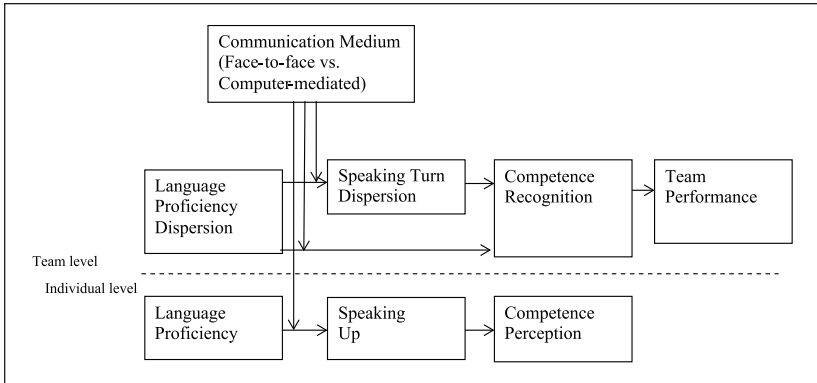 Communication Medium
(Face-to-face vs.
Computer-mediated)
Language
Proficiency
Dispersion
Speaking Turn
Dispersion
Competence
Recognition
Team
Performance
Team level
Individual level
Language
Proficiency
Speaking
Up
Competence
Perception